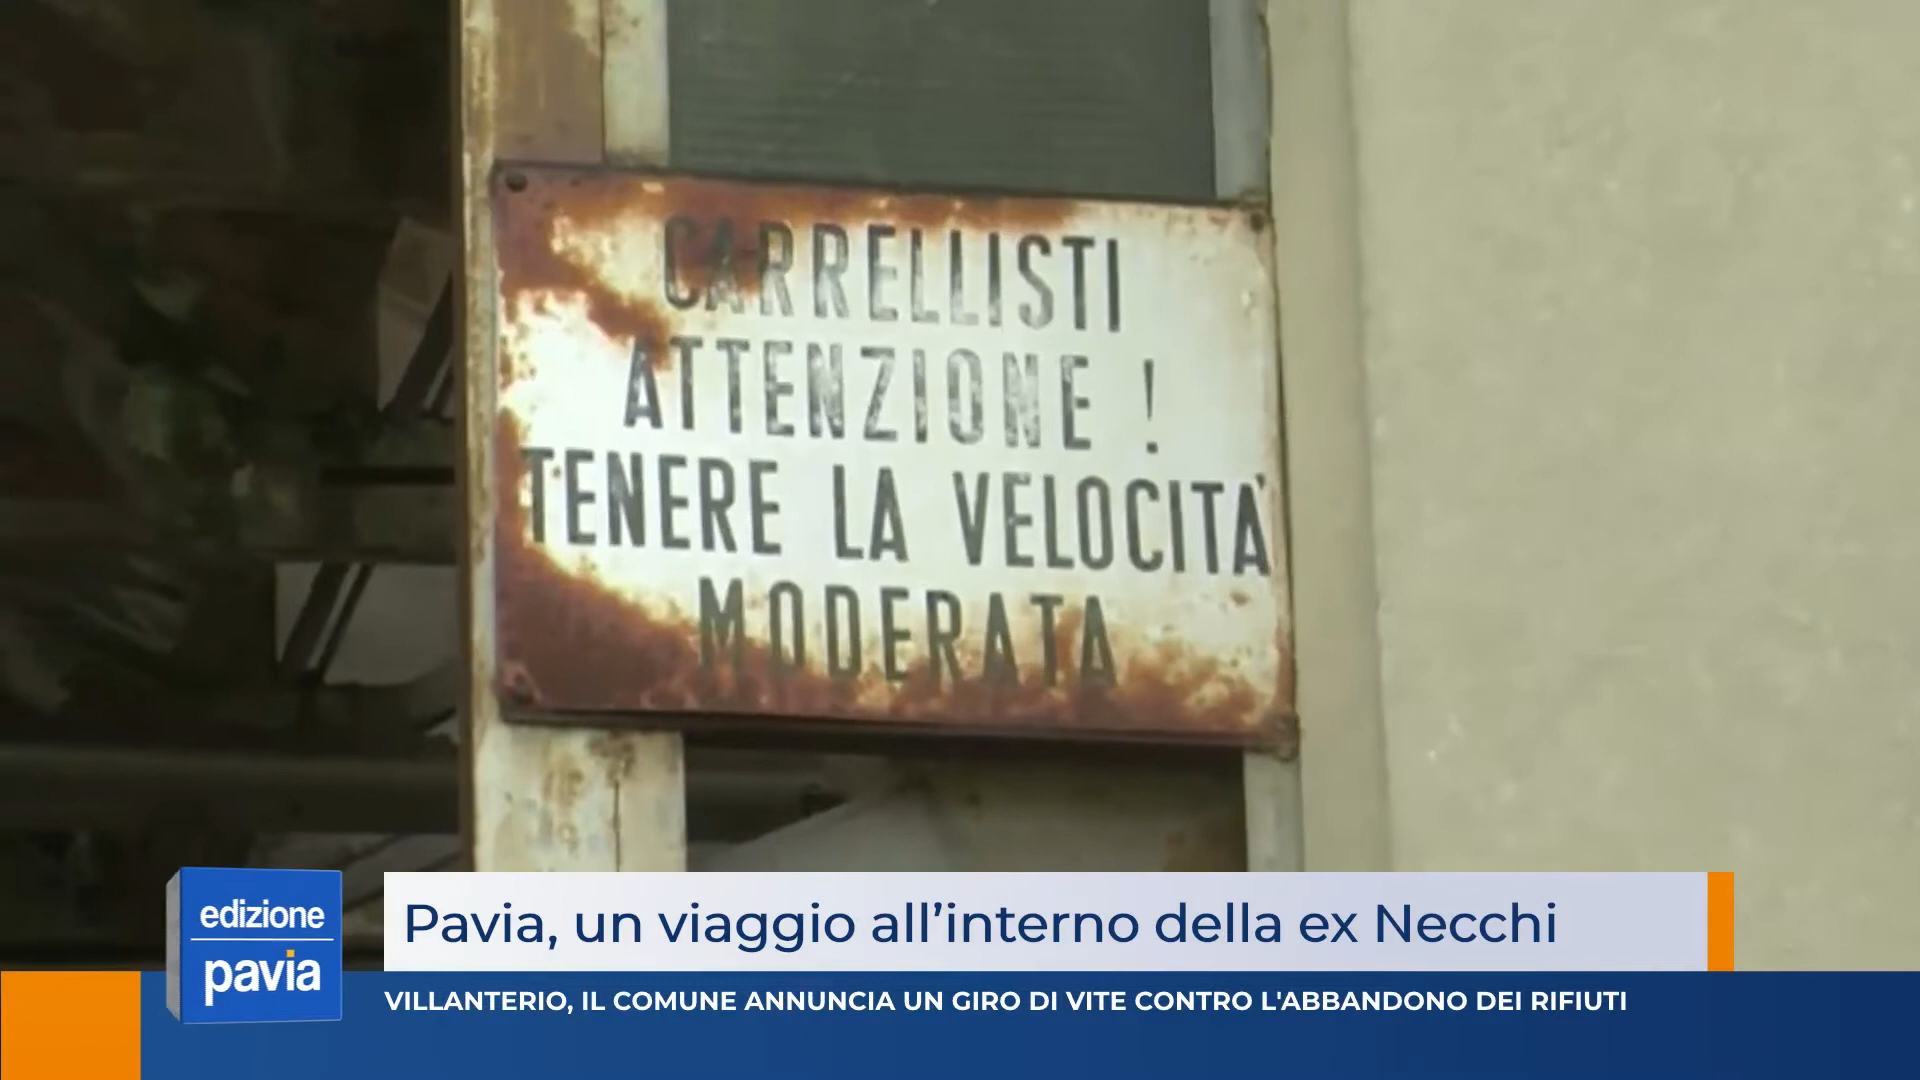 CARRELLISTI
ATTENZIONE !
TENERE LA VELOCITÀ
MODERATA
edizione
pavia
Pavia, un viaggio all’interno della ex Necchi
VILLANTERIO, IL COMUNE ANNUNCIA UN GIRO DI VITE CONTRO L'ABBANDONO DEI RIFIUTI